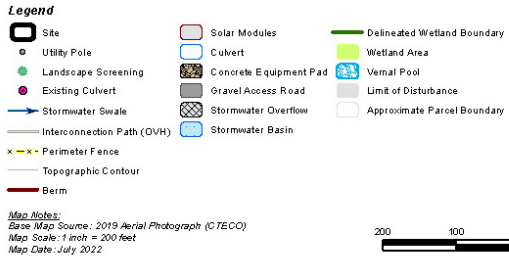 Legend
Site
Utility Pole
Landscape Screening
Existing Culvert
Stormwater Swale
Interconnection Path (OVH)
Perimeter Fence
Topographic Contour
Berm
Solar Modules
Culvert
Concrete Equipment Pad
Gravel Access Road
Stormwater Overflow
Stormwater Basin
Delineated Wetland Boundary
Wetland Area
Vernal Pool
Limit of Disturbance
Approximate Parcel Boundary
Map Notes:
Base Map Source: 2019 Aerial Photograph (CTECO)
Map Scale: 1 inch = 200 feet
Map Date: July 2022
200 100